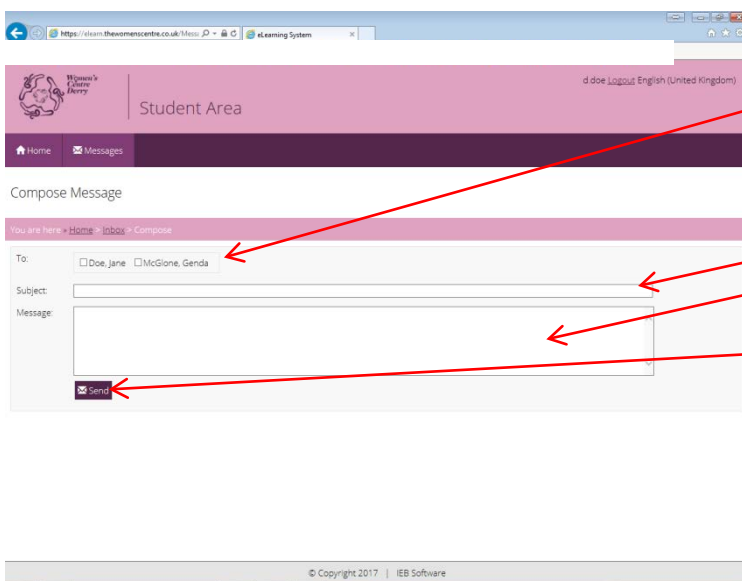 https://elearn.thewomenscentre.co.uk/Messa
eLearning System
Women's
Centre
Derry
Student Area
d.doe Logout English (United Kingdom)
Home Messages
Compose Message
You are here » Home > Inbox > Compose
To: Doe, Jane McGlone, Genda
Subject:
Message:
Send
© Copyright 2017 | IEB Software